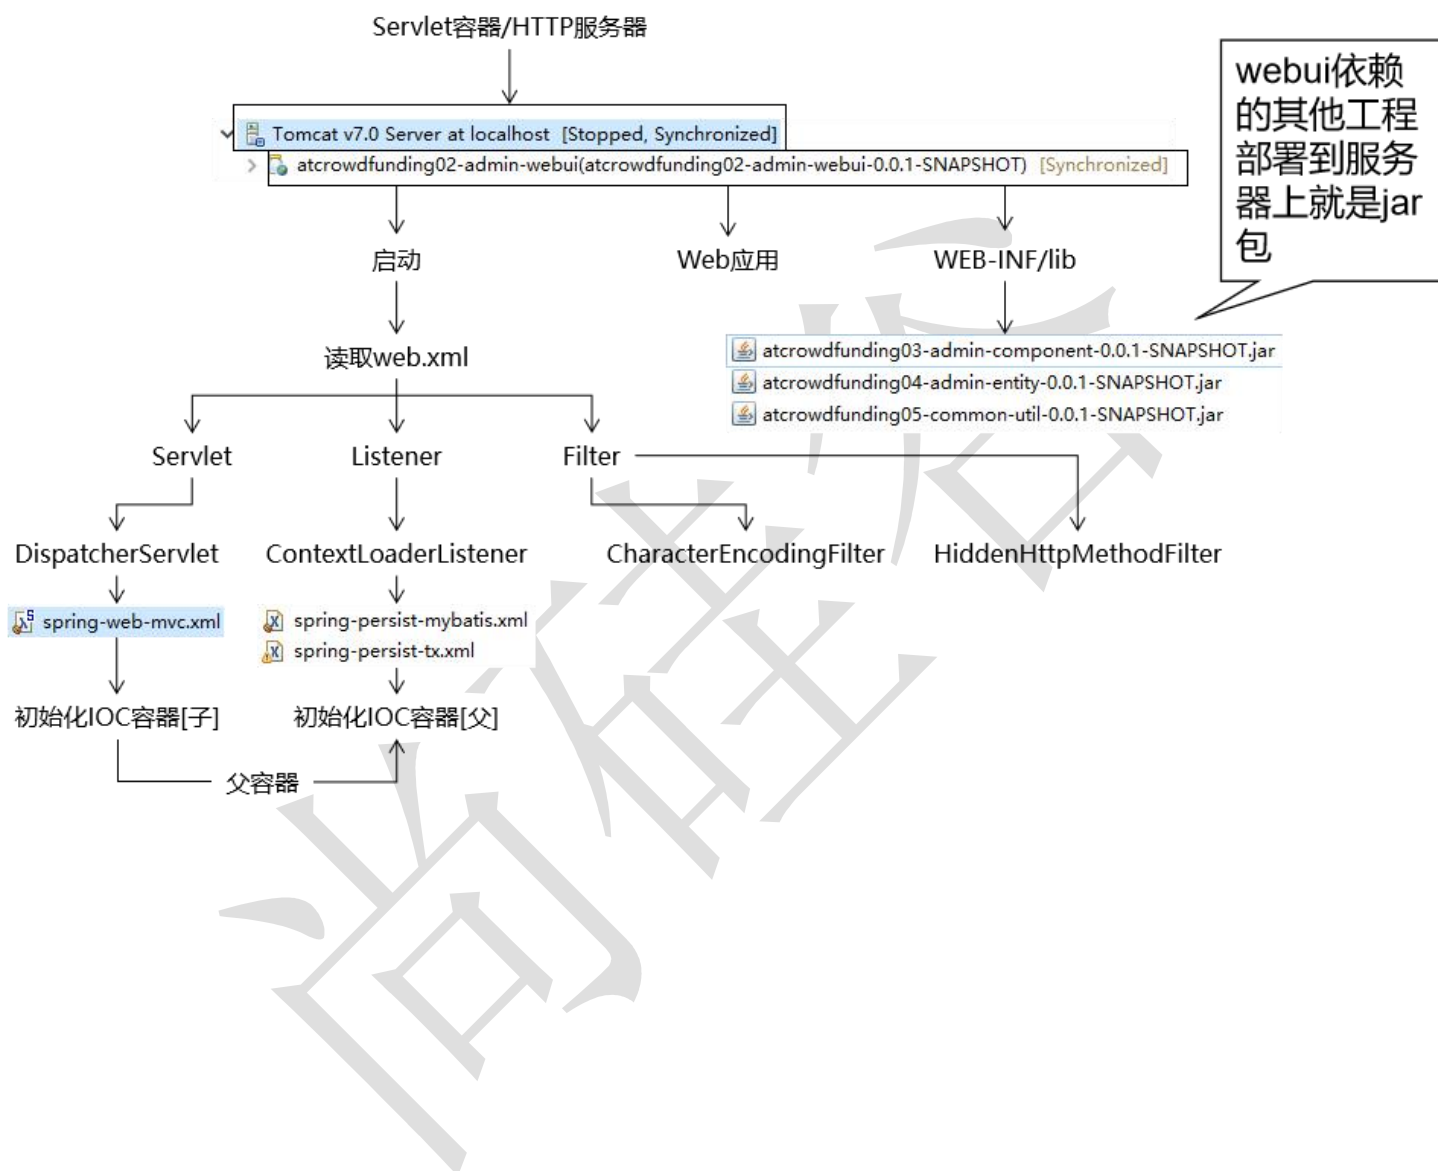 Servlet容器/HTTP服务器
webui依赖
的其他工程
部署到服务
器上就是jar
包
Tomcat v7.0 Server at localhost [Stopped, Synchronized]
atcrowdfunding02-admin-webui(atcrowdfunding02-admin-webui-0.0.1-SNAPSHOT) [Synchronized]
启动
Web应用
WEB-INF/lib
读取web.xml
atcrowdfunding03-admin-component-0.0.1-SNAPSHOT.jar
atcrowdfunding04-admin-entity-0.0.1-SNAPSHOT.jar
atcrowdfunding05-common-util-0.0.1-SNAPSHOT.jar
Servlet
Listener
Filter
DispatcherServlet
ContextLoaderListener
CharacterEncodingFilter
HiddenHttpMethodFilter
spring-web-mvc.xml
spring-persist-mybatis.xml
spring-persist-tx.xml
初始化IOC容器[子]
初始化IOC容器[父]
父容器
尚硅谷